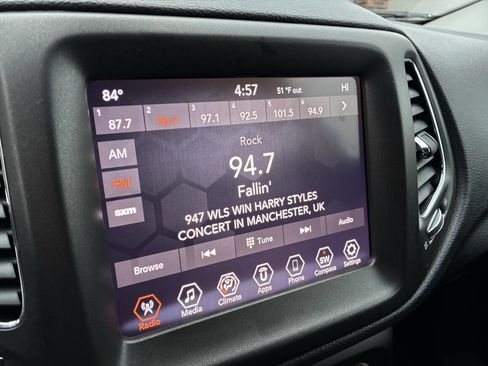 84° 4:57 51 °F out HI
1 2 3 4 5 6
87.7 94.7 97.1 92.5 101.5 94.9
AM
FM
sxm
Rock
94.7
Fallin'
947 WLS WIN HARRY STYLES
CONCERT IN MANCHESTER, UK
Browse Tune Audio
SW
Radio Media Climate Apps Phone Compass Settings